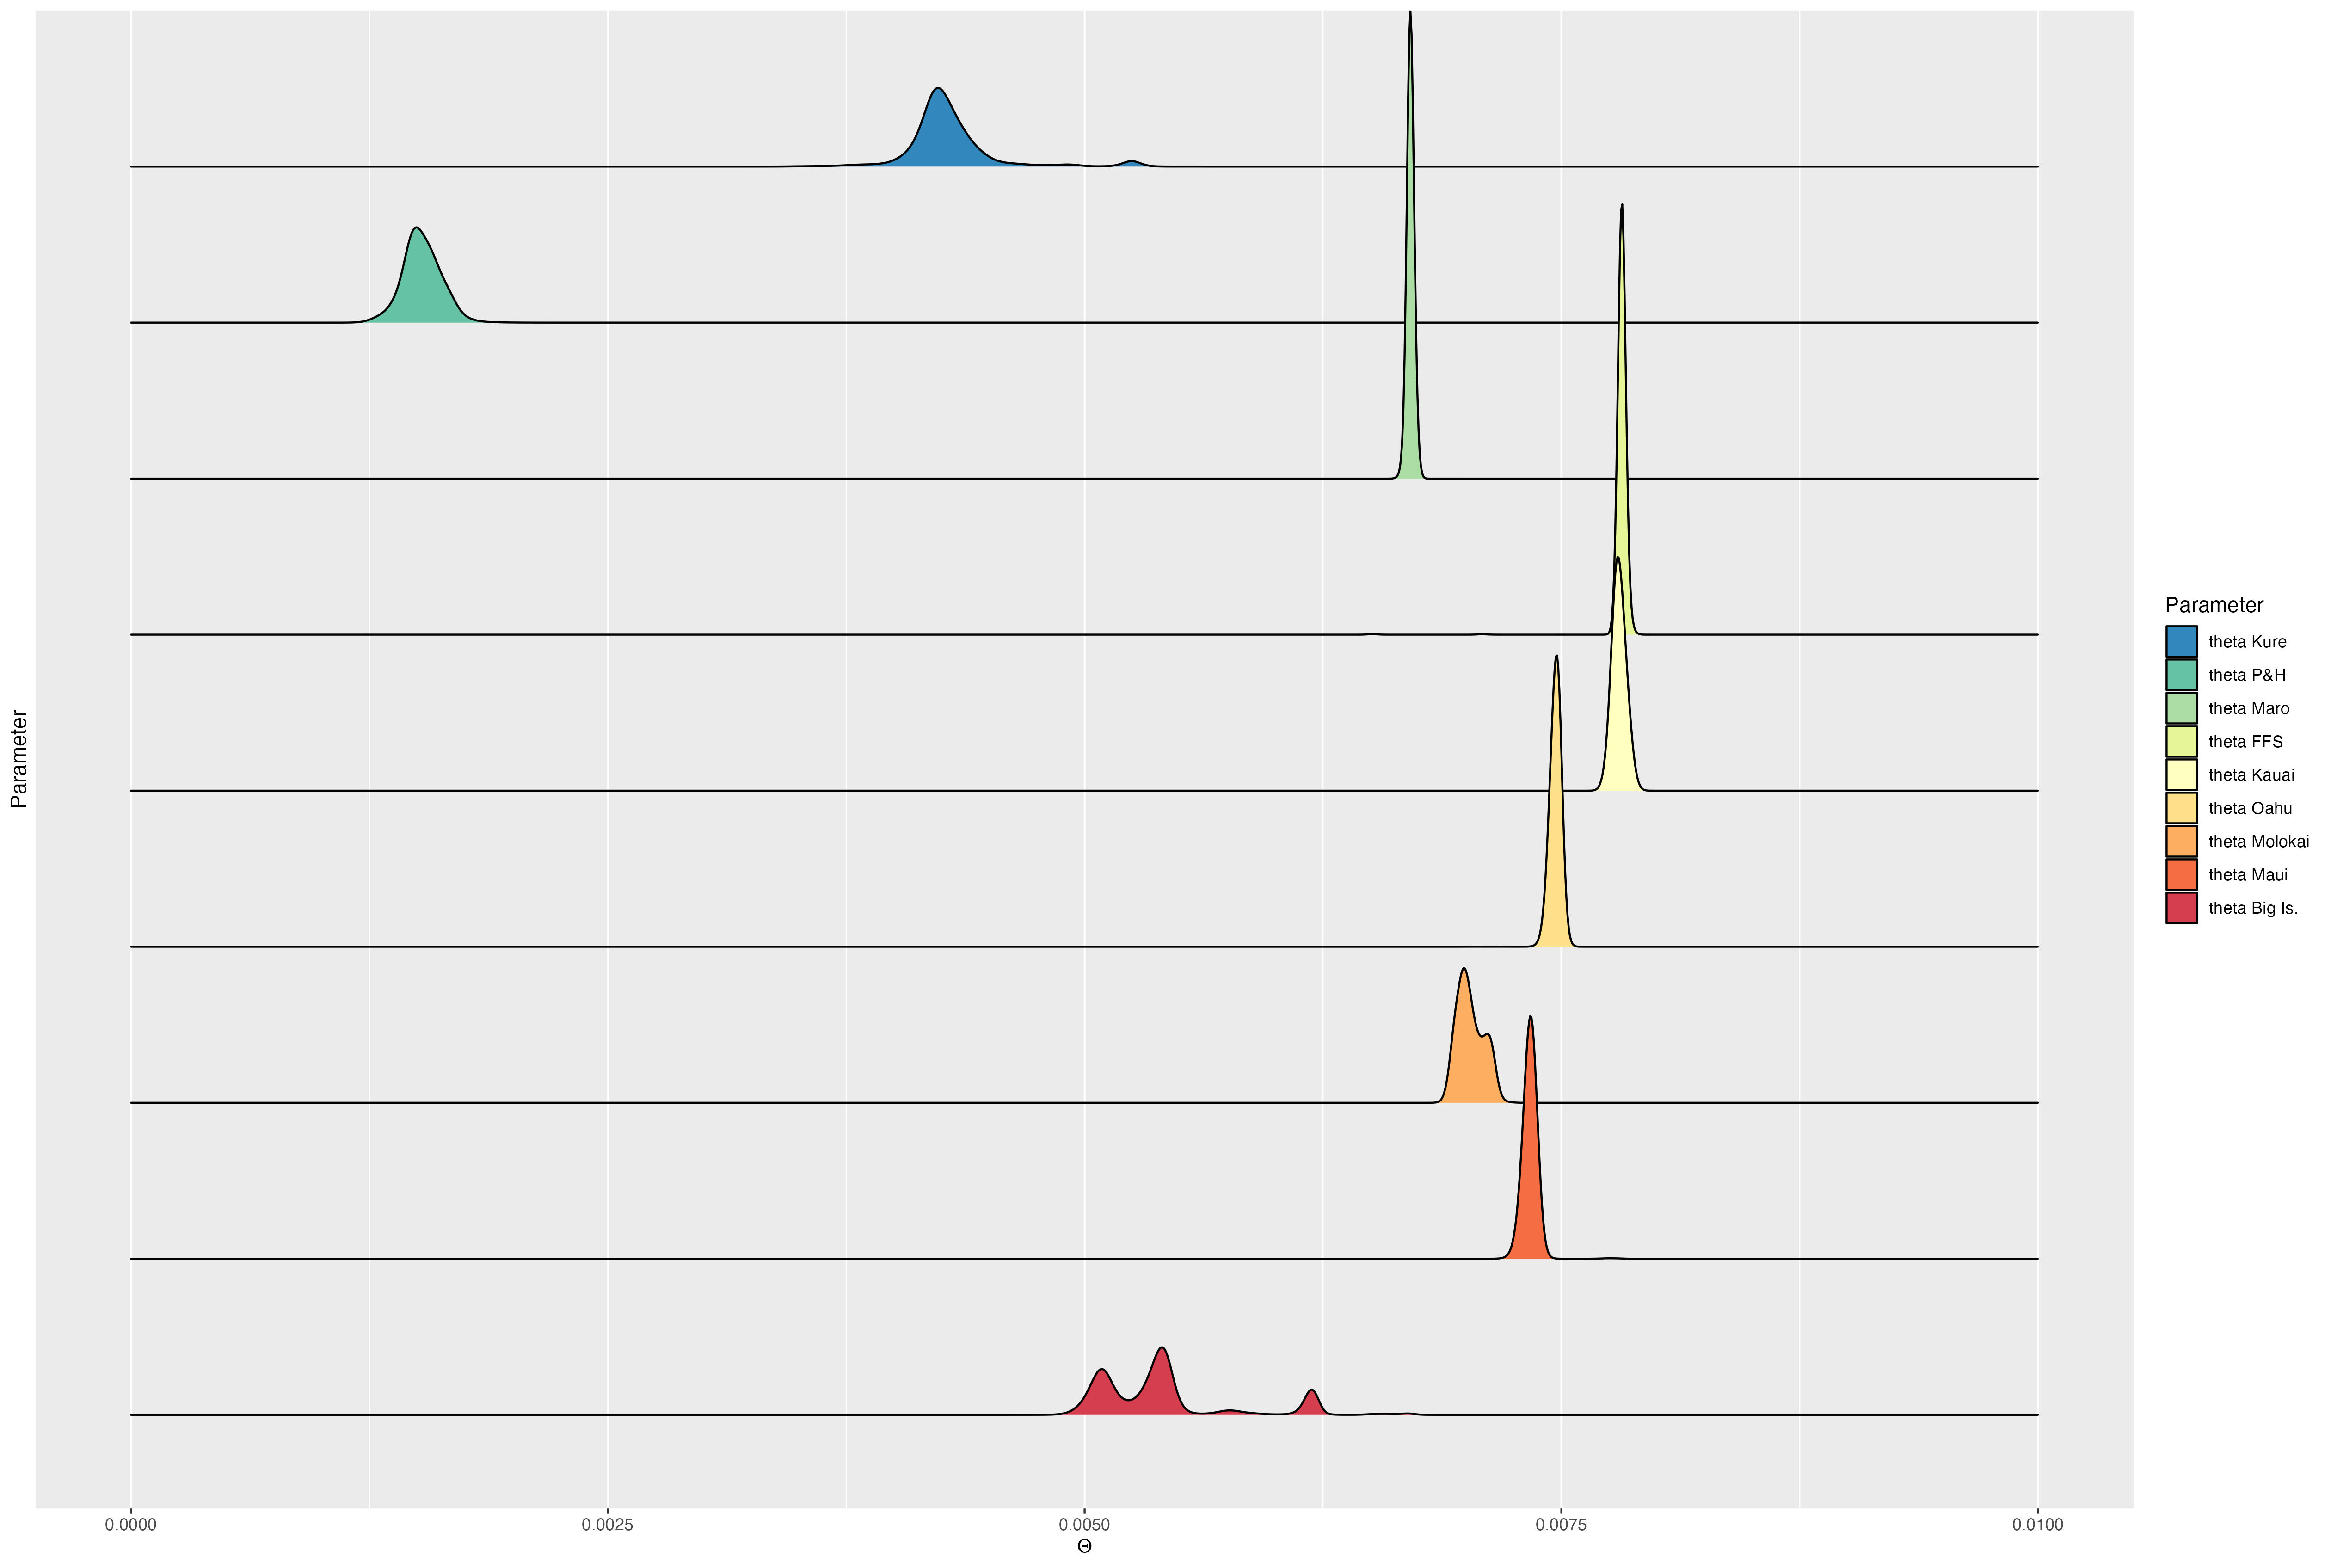 Parameter
0.0000
0.0025
0.0050
0.0075
0.0100
Θ
Parameter
theta Kure
theta P&H
theta Maro
theta FFS
theta Kauai
theta Oahu
theta Molokai
theta Maui
theta Big Is.